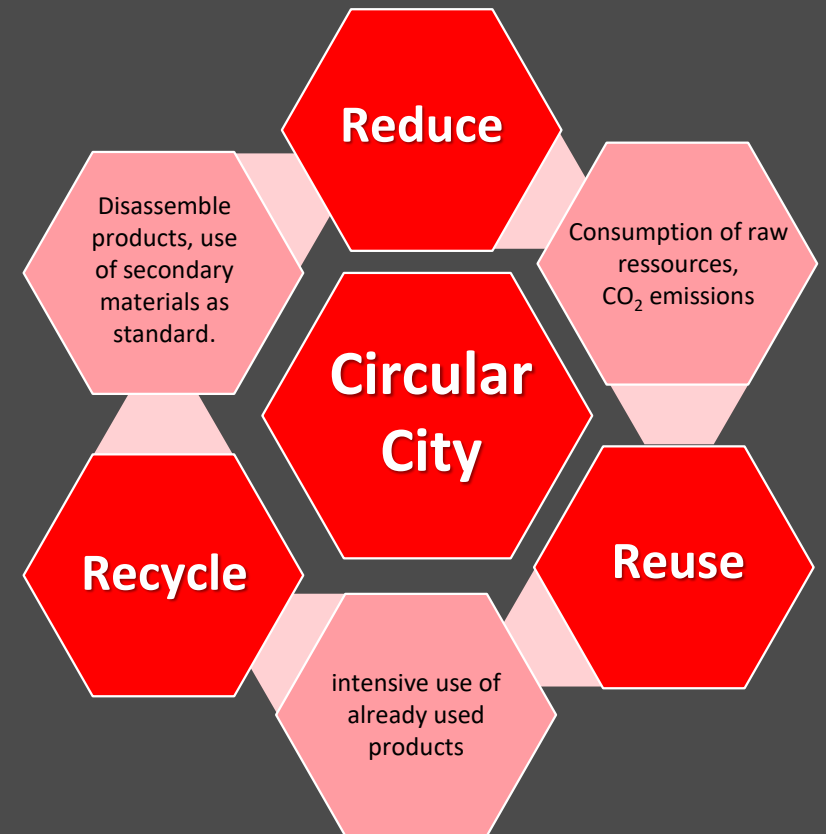 Reduce
Consumption of raw
ressources,
CO₂ emissions
Reuse
intensive use of
already used
products
Recycle
Disassemble
products, use
of secondary
materials as
standard.
Circular
City